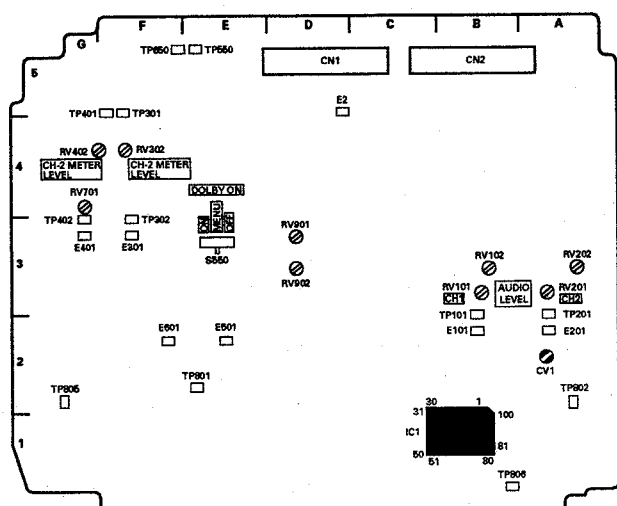 G F E D C B A
5
TP650 TP550
CN1
CN2
E2
TP401 TP301
4
RV402 RV302
CH-2 METER
LEVEL
CH-2 METER
LEVEL
DOLBY ON
RV701
TP402 TP302
ON MENU OFF
RV901
E401 E301
S550
3
RV902
RV102 RV202
RV101
CH1
AUDIO
LEVEL
RV201
CH2
TP101 TP201
E101 E201
E601 E501
2
CV1
TP801
TP805
TP802
30 1
31 100
IC1
1
81
50 51 80
TP806